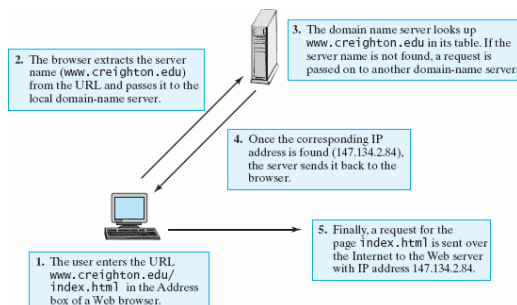 1. The user enters the URL
www.creighton.edu/
index.html in the Address
box of a Web browser.
2. The browser extracts the server
name (www.creighton.edu)
from the URL and passes it to the
local domain-name server.
3. The domain name server looks up
www.creighton.edu in its table. If the
server name is not found, a request is
passed on to another domain-name server.
4. Once the corresponding IP
address is found (147.134.2.84),
the server sends it back to the
browser.
5. Finally, a request for the
page index.html is sent over
the Internet to the Web server
with IP address 147.134.2.84.